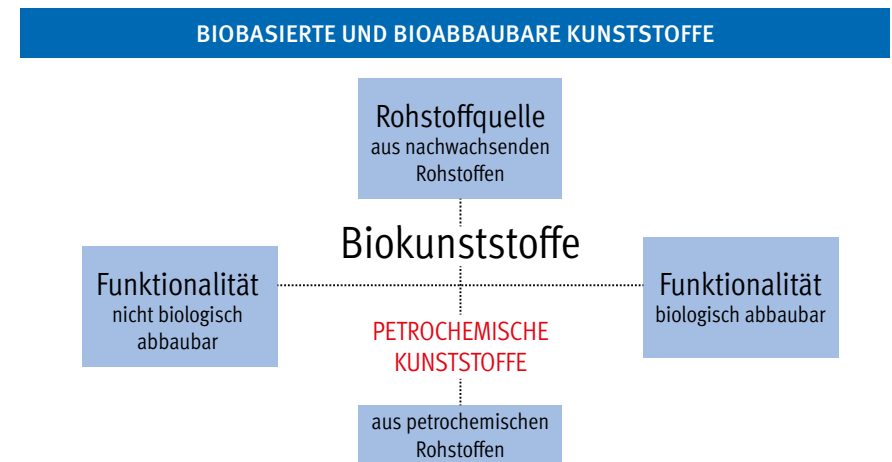 BIOBASIERTE UND BIOABBAUBARE KUNSTSTOFFE
Rohstoffquelle
aus nachwachsenden
Rohstoffen
Biokunststoffe
Funktionalität
nicht biologisch
abbaubar
Funktionalität
biologisch abbaubar
PETROCHEMISCHE
KUNSTSTOFFE
aus petrochemischen
Rohstoffen